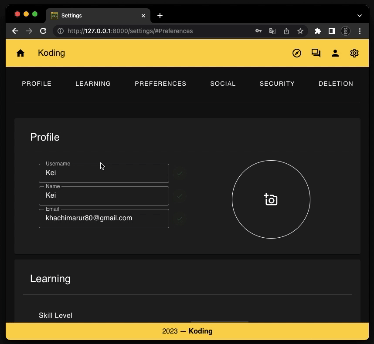 Settings
http://127.0.0.1:8000/settings/#Preferences
Koding
PROFILE LEARNING PREFERENCES SOCIAL SECURITY DELETION
Profile
Username
Kei
Name
Kei
Email
khachimarur80@gmail.com
Learning
Skill Level
2023 — Koding